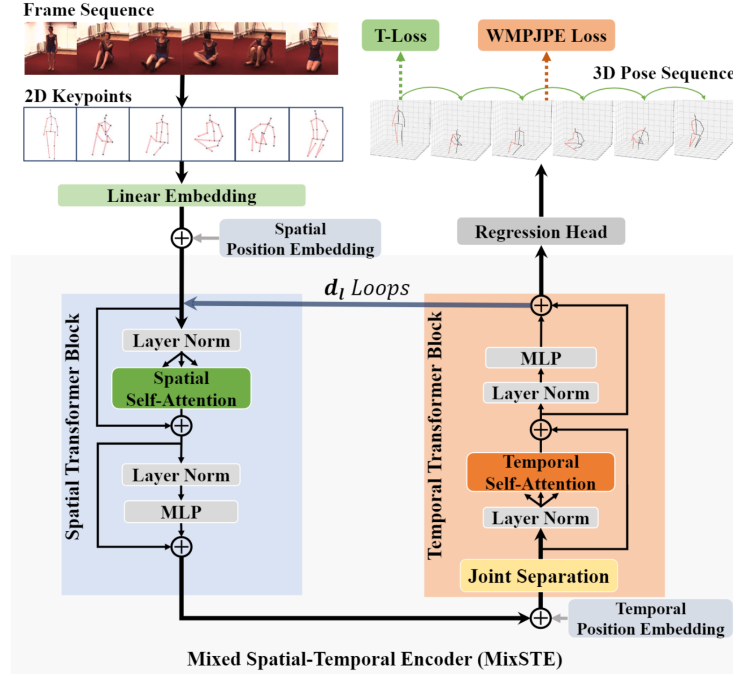 Frame Sequence
2D Keypoints
Linear Embedding
Spatial
Position Embedding
T-Loss
WMPJPE Loss
3D Pose Sequence
Regression Head
d_l Loops
Spatial Transformer Block
Layer Norm
Spatial
Self-Attention
Layer Norm
MLP
Temporal Transformer Block
MLP
Layer Norm
Temporal
Self-Attention
Layer Norm
Joint Separation
Temporal
Position Embedding
Mixed Spatial-Temporal Encoder (MixSTE)